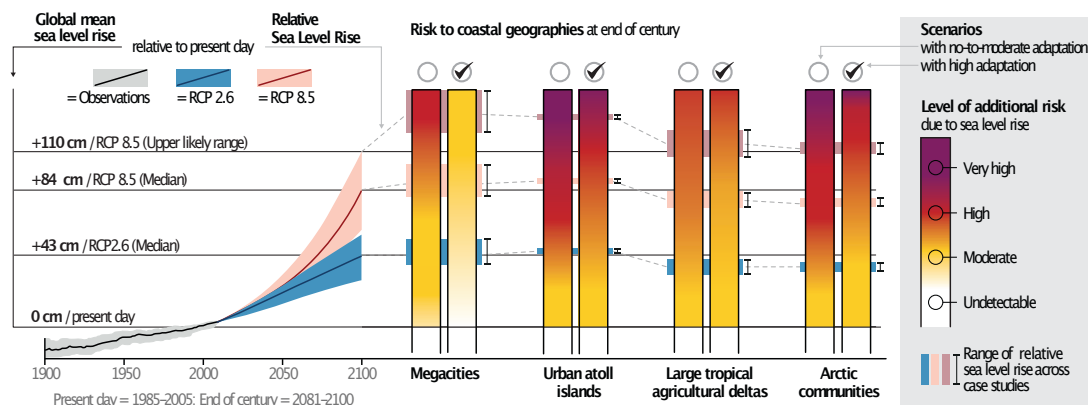 Global mean
sea level rise
relative to present day
Relative
Sea Level Rise
= Observations
= RCP 2.6
= RCP 8.5
+110 cm / RCP 8.5 (Upper likely range)
+84 cm / RCP 8.5 (Median)
+43 cm / RCP2.6 (Median)
0 cm / present day
1900
1950
2000
2050
2100
Present day = 1985–2005; End of century = 2081–2100
Risk to coastal geographies at end of century
Megacities
Urban atoll
islands
Large tropical
agricultural deltas
Arctic
communities
Scenarios
with no-to-moderate adaptation
with high adaptation
Level of additional risk
due to sea level rise
Very high
High
Moderate
Undetectable
Range of relative
sea level rise across
case studies